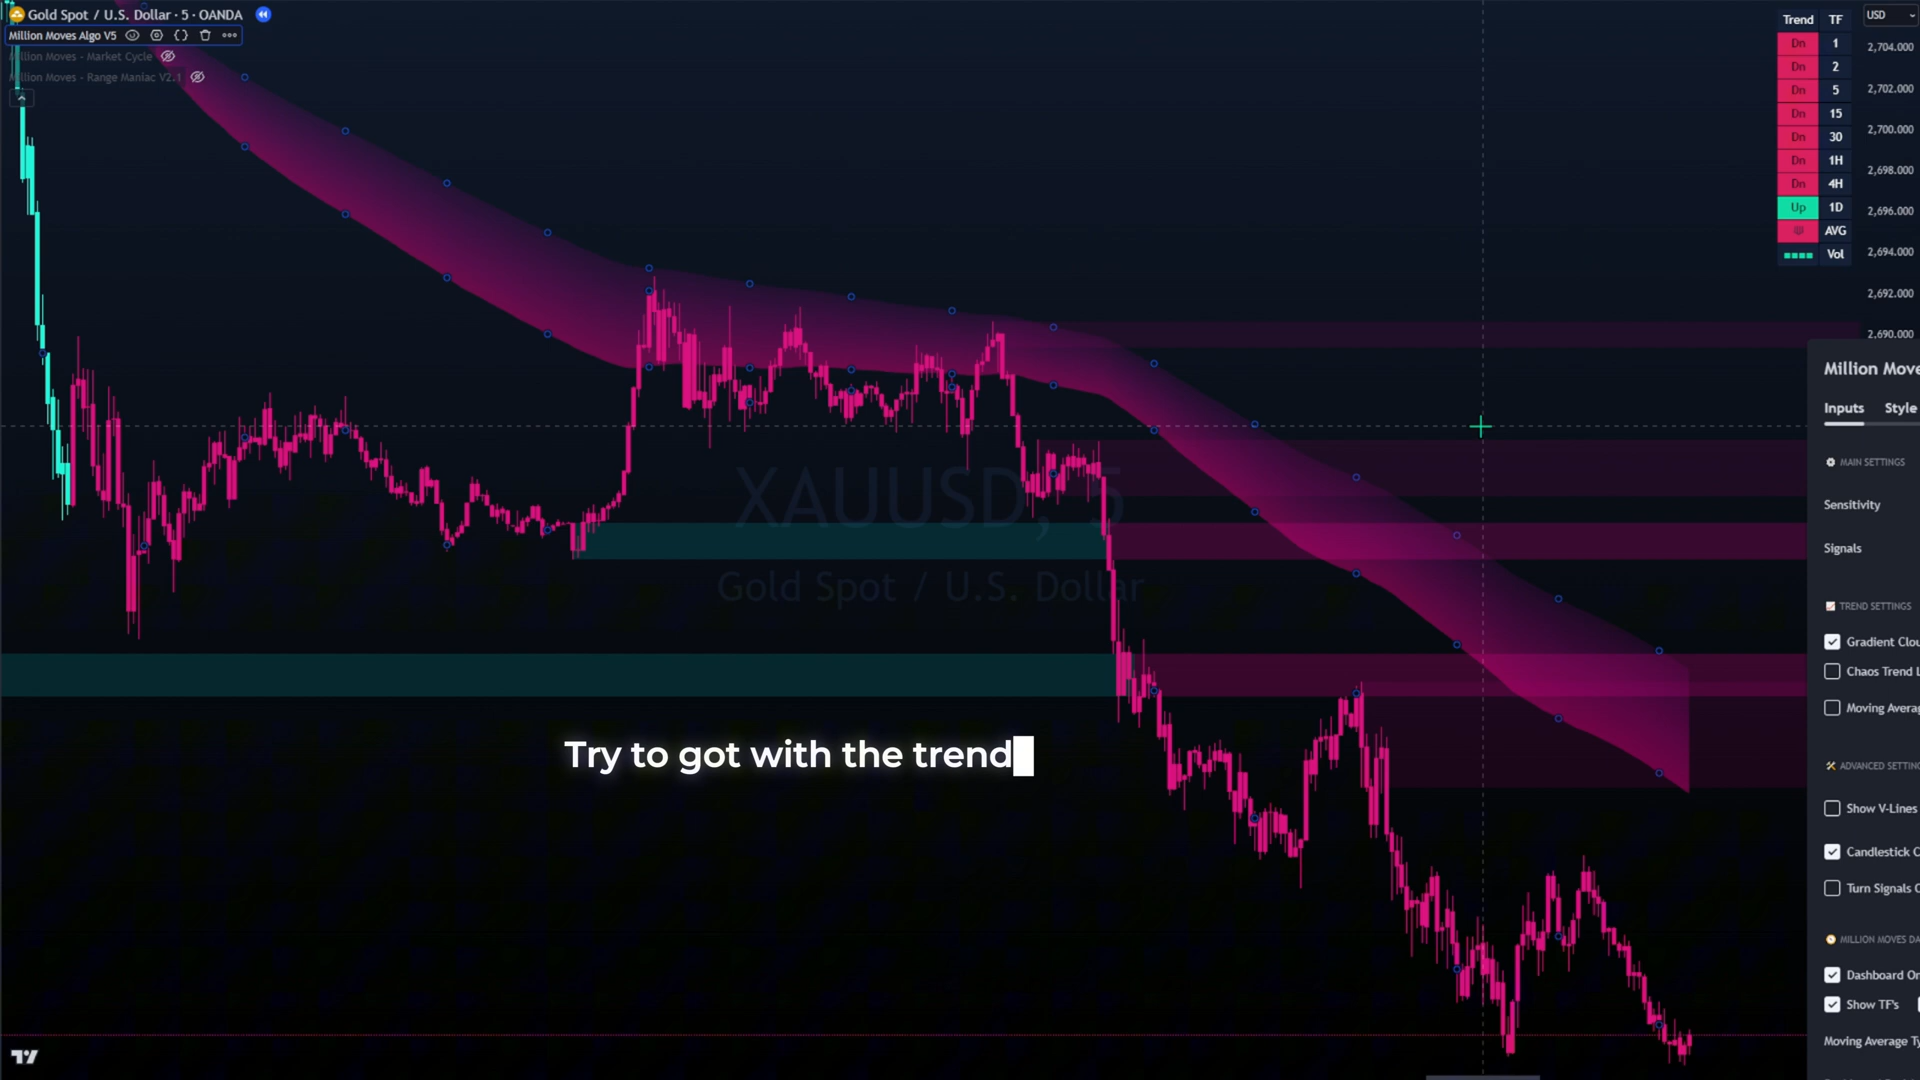 Gold Spot / U.S. Dollar · 5 · OANDA
Million Moves Algo V5
Million Moves - Market Cycle
Million Moves - Range Maniac V2.1
Trend TF
Dn 1
Dn 2
Dn 5
Dn 15
Dn 30
Dn 1H
Dn 4H
Up 1D
AVG
Vol
USD
2,704.000
2,702.000
2,700.000
2,698.000
2,696.000
2,694.000
2,692.000
2,690.000
XAUUSD, 5
Gold Spot / U.S. Dollar
Try to got with the trend
Million Move
Inputs Style
MAIN SETTINGS
Sensitivity
Signals
TREND SETTINGS
Gradient Clou
Chaos Trend L
Moving Averag
ADVANCED SETTING
Show V-Lines
Candlestick C
Turn Signals O
MILLION MOVES DA
Dashboard On
Show TF's
Moving Average Ty